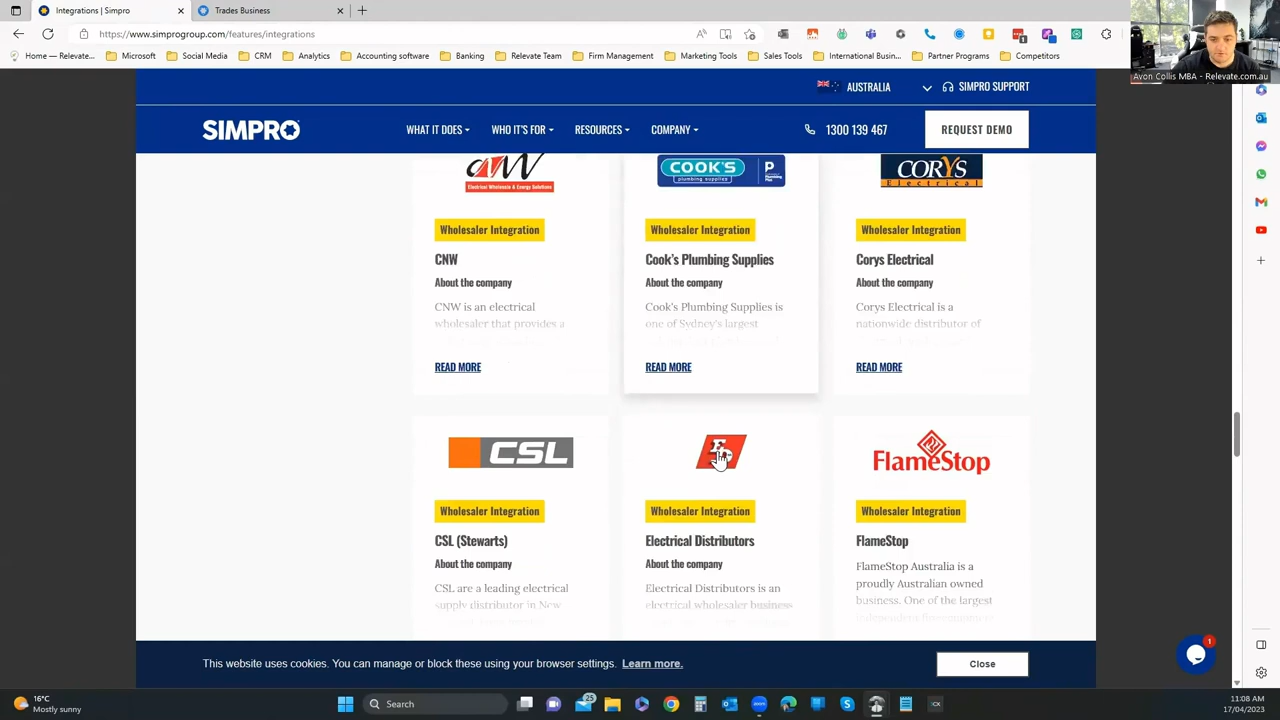 Integrations | Simpro
Trades Business
https://www.simprogroup.com/features/integrations
Home — Relevate...
Microsoft
Social Media
CRM
Analytics
Accounting software
Banking
Relevate Team
Firm Management
Marketing Tools
Sales Tools
International Busin...
Partner Programs
Competitors
Avon Collis MBA - Relevate.com.au
AUSTRALIA
SIMPRO SUPPORT
SIMPRO
WHAT IT DOES
WHO IT'S FOR
RESOURCES
COMPANY
1300 139 467
REQUEST DEMO
CNW
Electrical Wholesale & Energy Solutions
COOK'S
plumbing supplies
CORYS
Electrical
Wholesaler Integration
Wholesaler Integration
Wholesaler Integration
CNW
Cook's Plumbing Supplies
Corys Electrical
About the company
About the company
About the company
CNW is an electrical
wholesaler that provides a
Cook's Plumbing Supplies is
one of Sydney's largest
Corys Electrical is a
nationwide distributor of
READ MORE
READ MORE
READ MORE
CSL
FlameStop
Wholesaler Integration
Wholesaler Integration
Wholesaler Integration
CSL (Stewarts)
Electrical Distributors
FlameStop
About the company
About the company
CSL are a leading electrical
supply distributor in New
Electrical Distributors is an
electrical wholesaler business
FlameStop Australia is a
proudly Australian owned
business. One of the largest
This website uses cookies. You can manage or block these using your browser settings. Learn more.
Close
1
16°C
Mostly sunny
Search
25
11:08 AM
17/04/2023